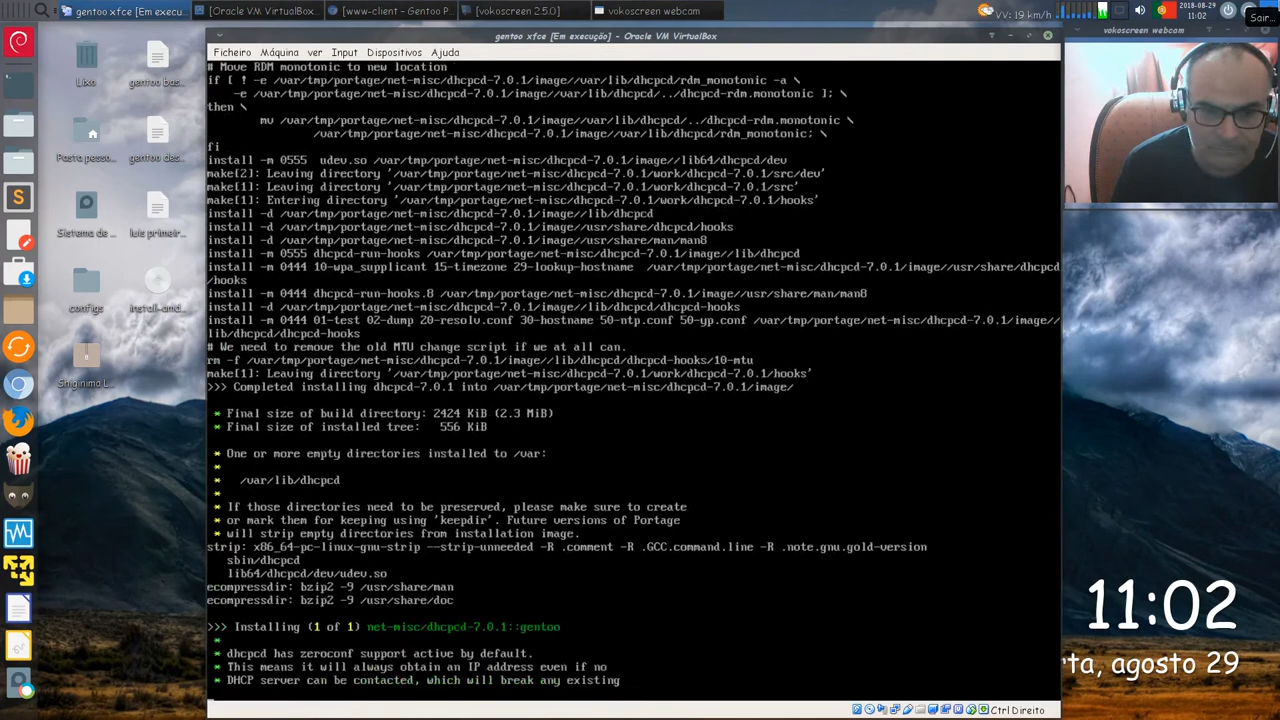 gentoo xfce [Em execu...
[Oracle VM VirtualBox]
[www-client - Gentoo P...
[vokoscreen 2.5.0]
vokoscreen webcam
VV: 19 km/h
2018-08-29
11:02
Sair...
gentoo xfce [Em execução] - Oracle VM VirtualBox
vokoscreen webcam
Ficheiro Máquina ver Input Dispositivos Ajuda
# Move RDM monotonic to new location
if [ ! -e /var/tmp/portage/net-misc/dhcpcd-7.0.1/image//var/lib/dhcpcd/rdm_monotonic -a \
-e /var/tmp/portage/net-misc/dhcpcd-7.0.1/image//var/lib/dhcpcd/../dhcpcd-rdm.monotonic ]; \
then \
mv /var/tmp/portage/net-misc/dhcpcd-7.0.1/image//var/lib/dhcpcd/../dhcpcd-rdm.monotonic \
/var/tmp/portage/net-misc/dhcpcd-7.0.1/image//var/lib/dhcpcd/rdm_monotonic; \
fi
install -m 0555  udev.so /var/tmp/portage/net-misc/dhcpcd-7.0.1/image//lib64/dhcpcd/dev
make[2]: Leaving directory '/var/tmp/portage/net-misc/dhcpcd-7.0.1/work/dhcpcd-7.0.1/src/dev'
make[1]: Leaving directory '/var/tmp/portage/net-misc/dhcpcd-7.0.1/work/dhcpcd-7.0.1/src'
make[1]: Entering directory '/var/tmp/portage/net-misc/dhcpcd-7.0.1/work/dhcpcd-7.0.1/hooks'
install -d /var/tmp/portage/net-misc/dhcpcd-7.0.1/image//lib/dhcpcd
install -d /var/tmp/portage/net-misc/dhcpcd-7.0.1/image//usr/share/dhcpcd/hooks
install -d /var/tmp/portage/net-misc/dhcpcd-7.0.1/image//usr/share/man/man8
install -m 0555 dhcpcd-run-hooks /var/tmp/portage/net-misc/dhcpcd-7.0.1/image//lib/dhcpcd
install -m 0444 10-wpa_supplicant 15-timezone 29-lookup-hostname  /var/tmp/portage/net-misc/dhcpcd-7.0.1/image//usr/share/dhcpcd
/hooks
install -m 0444 dhcpcd-run-hooks.8 /var/tmp/portage/net-misc/dhcpcd-7.0.1/image//usr/share/man/man8
install -d /var/tmp/portage/net-misc/dhcpcd-7.0.1/image//lib/dhcpcd/dhcpcd-hooks
install -m 0444 01-test 02-dump 20-resolv.conf 30-hostname 50-ntp.conf 50-yp.conf /var/tmp/portage/net-misc/dhcpcd-7.0.1/image//
lib/dhcpcd/dhcpcd-hooks
# We need to remove the old MTU change script if we at all can.
rm -f /var/tmp/portage/net-misc/dhcpcd-7.0.1/image//lib/dhcpcd/dhcpcd-hooks/10-mtu
make[1]: Leaving directory '/var/tmp/portage/net-misc/dhcpcd-7.0.1/work/dhcpcd-7.0.1/hooks'
>>> Completed installing dhcpcd-7.0.1 into /var/tmp/portage/net-misc/dhcpcd-7.0.1/image/
* Final size of build directory: 2424 KiB (2.3 MiB)
* Final size of installed tree:   556 KiB
* One or more empty directories installed to /var:
*
*   /var/lib/dhcpcd
*
* If those directories need to be preserved, please make sure to create
* or mark them for keeping using 'keepdir'. Future versions of Portage
* will strip empty directories from installation image.
strip: x86_64-pc-linux-gnu-strip --strip-unneeded -R .comment -R .GCC.command.line -R .note.gnu.gold-version
sbin/dhcpcd
lib64/dhcpcd/dev/udev.so
ecompressdir: bzip2 -9 /usr/share/man
ecompressdir: bzip2 -9 /usr/share/doc
>>> Installing (1 of 1) net-misc/dhcpcd-7.0.1::gentoo
*
* dhcpcd has zeroconf support active by default.
* This means it will always obtain an IP address even if no
* DHCP server can be contacted, which will break any existing
Ctrl Direito
Lixo
gentoo bas...
Pasta pesso...
gentoo des...
Sistema de ...
luis primeir...
configs
install-amd...
Shiginima L...
11:02
rta, agosto 29